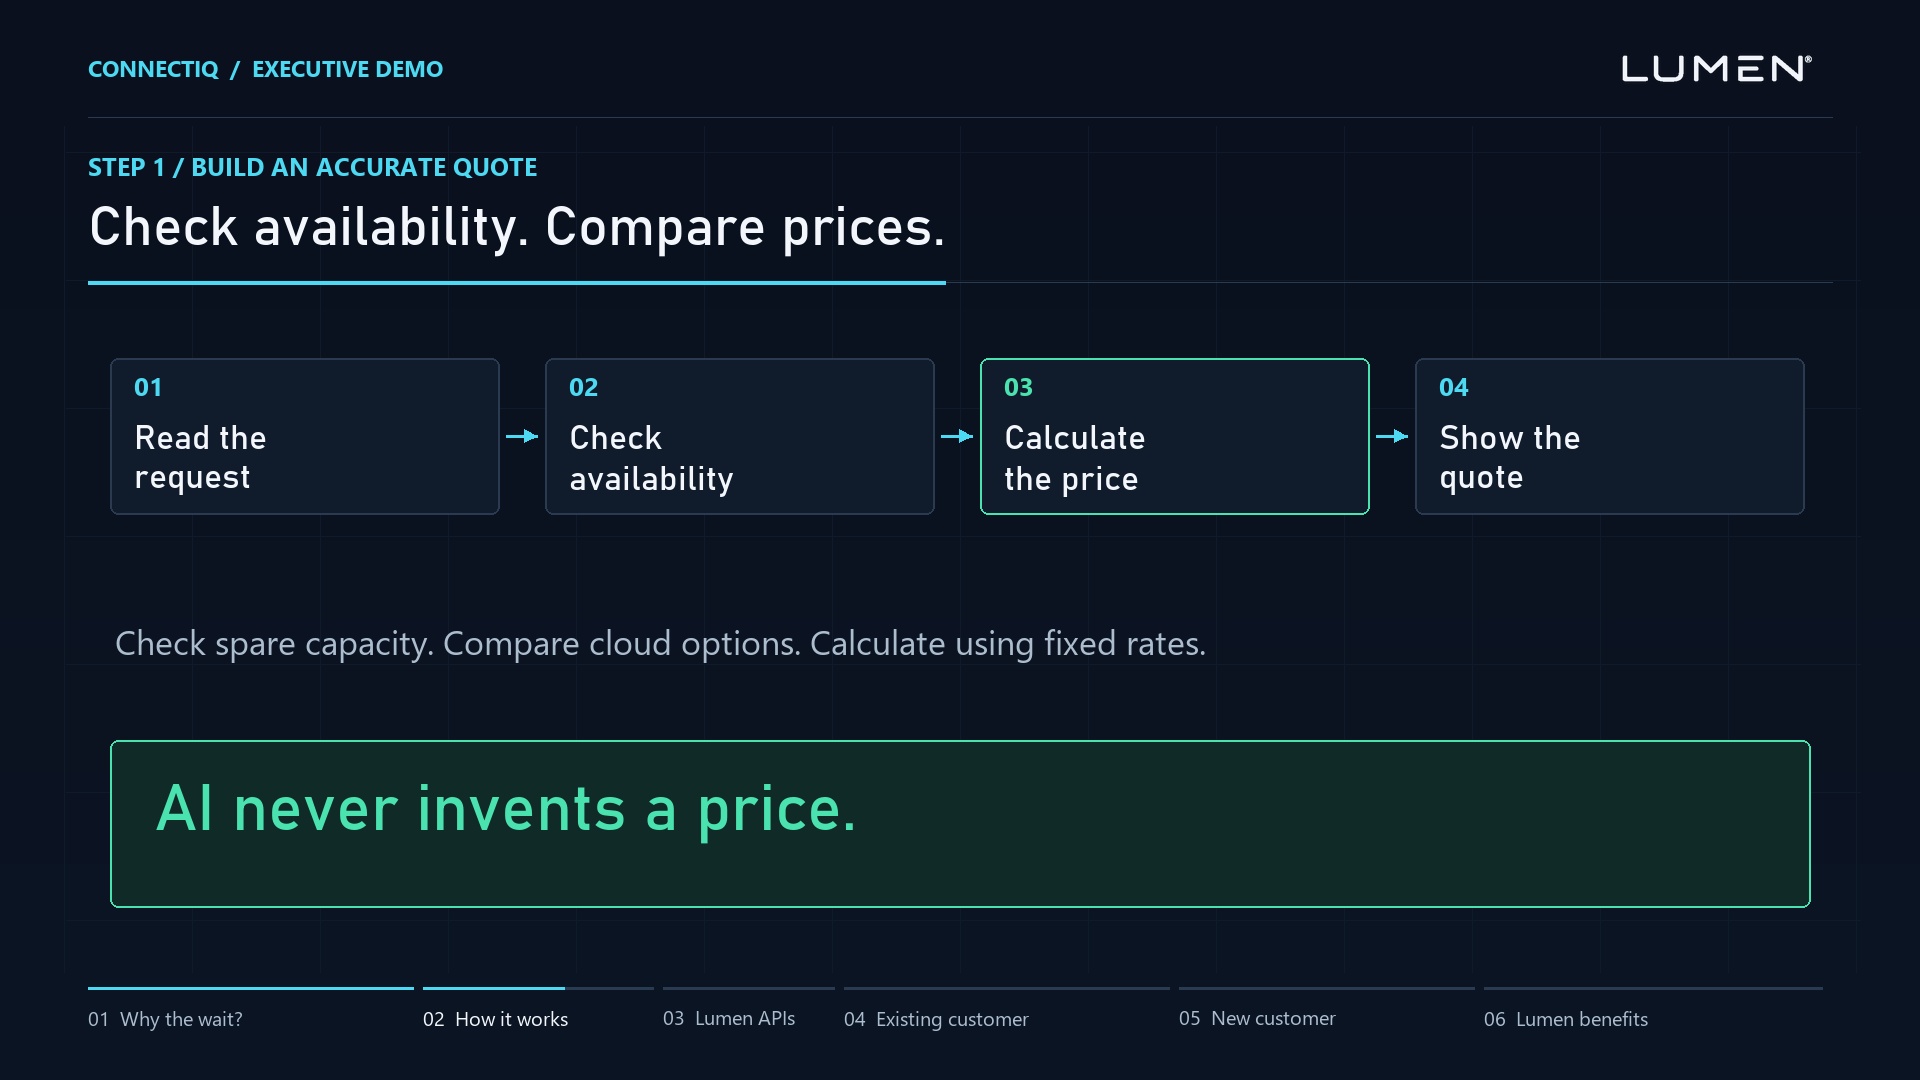 CONNECTIQ / EXECUTIVE DEMO
LUMEN®
STEP 1 / BUILD AN ACCURATE QUOTE
Check availability. Compare prices.
01
Read the
request
02
Check
availability
03
Calculate
the price
04
Show the
quote
Check spare capacity. Compare cloud options. Calculate using fixed rates.
AI never invents a price.
01 Why the wait?
02 How it works
03 Lumen APIs
04 Existing customer
05 New customer
06 Lumen benefits